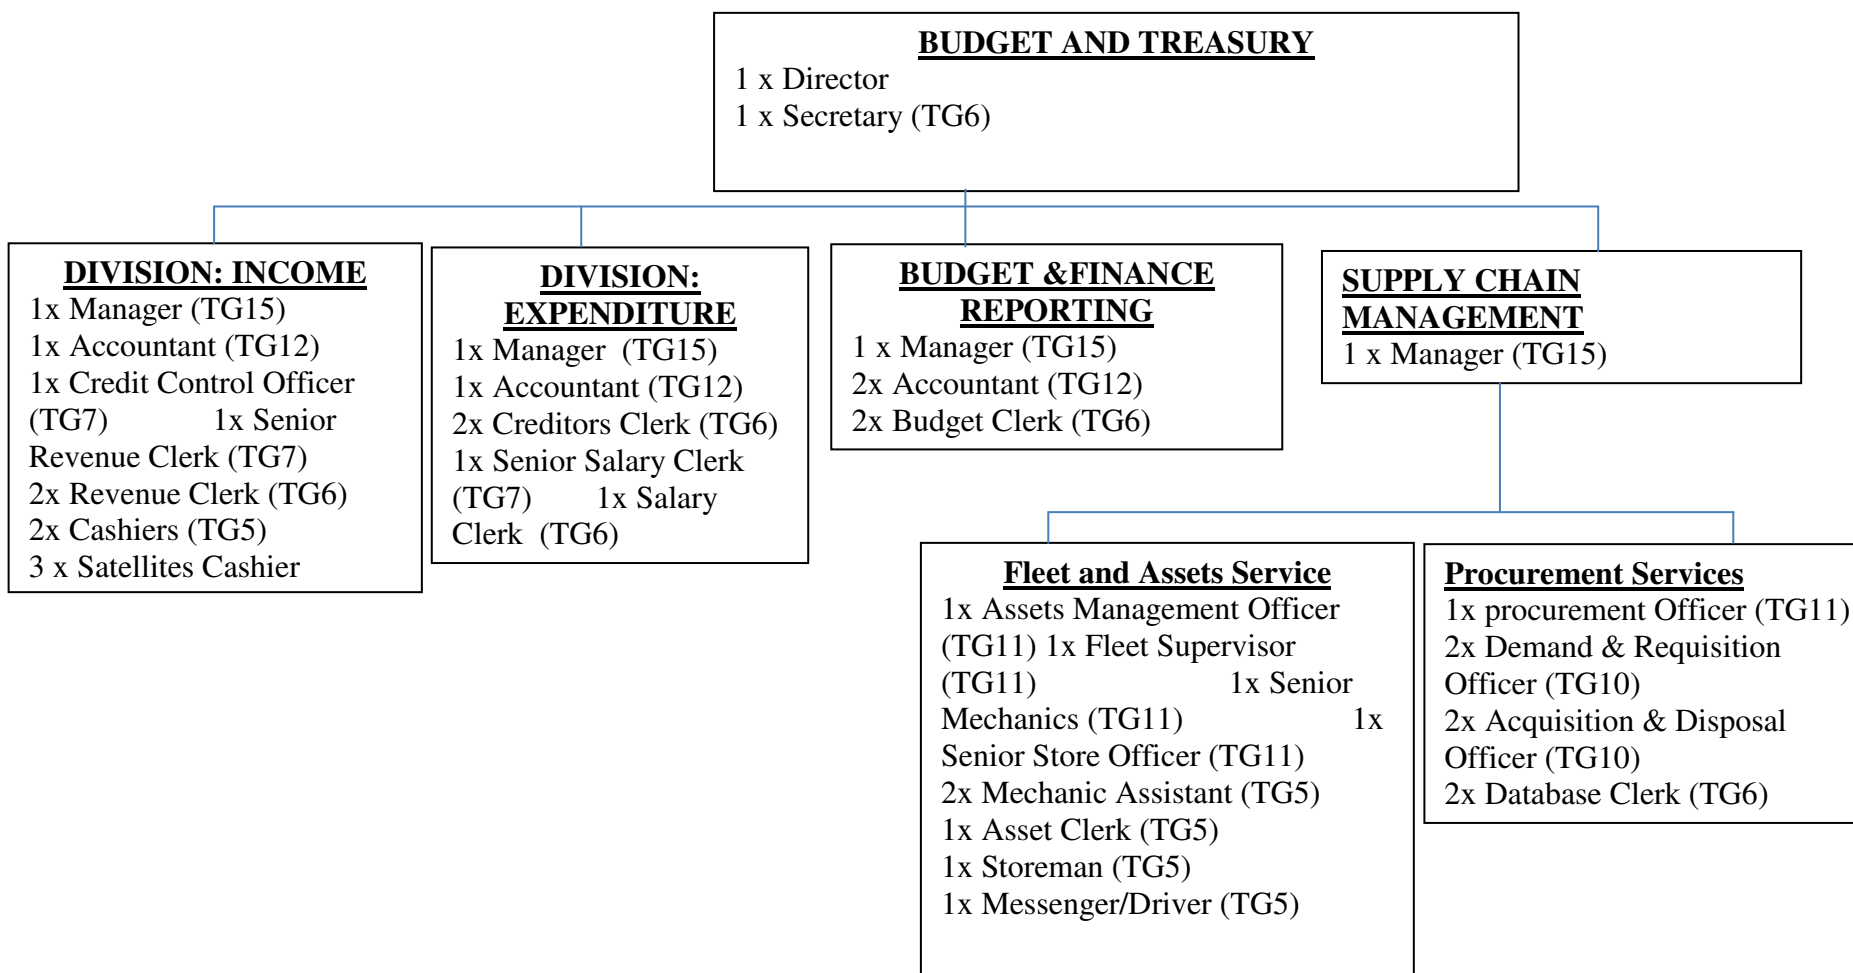 BUDGET AND TREASURY
1 x Director
1 x Secretary (TG6)
DIVISION: INCOME
1x Manager (TG15)
1x Accountant (TG12)
1x Credit Control Officer
(TG7) 1x Senior
Revenue Clerk (TG7)
2x Revenue Clerk (TG6)
2x Cashiers (TG5)
3 x Satellites Cashier
DIVISION:
EXPENDITURE
1x Manager (TG15)
1x Accountant (TG12)
2x Creditors Clerk (TG6)
1x Senior Salary Clerk
(TG7) 1x Salary
Clerk (TG6)
BUDGET &FINANCE
REPORTING
1 x Manager (TG15)
2x Accountant (TG12)
2x Budget Clerk (TG6)
SUPPLY CHAIN
MANAGEMENT
1 x Manager (TG15)
Fleet and Assets Service
1x Assets Management Officer
(TG11) 1x Fleet Supervisor
(TG11) 1x Senior
Mechanics (TG11) 1x
Senior Store Officer (TG11)
2x Mechanic Assistant (TG5)
1x Asset Clerk (TG5)
1x Storeman (TG5)
1x Messenger/Driver (TG5)
Procurement Services
1x procurement Officer (TG11)
2x Demand & Requisition
Officer (TG10)
2x Acquisition & Disposal
Officer (TG10)
2x Database Clerk (TG6)